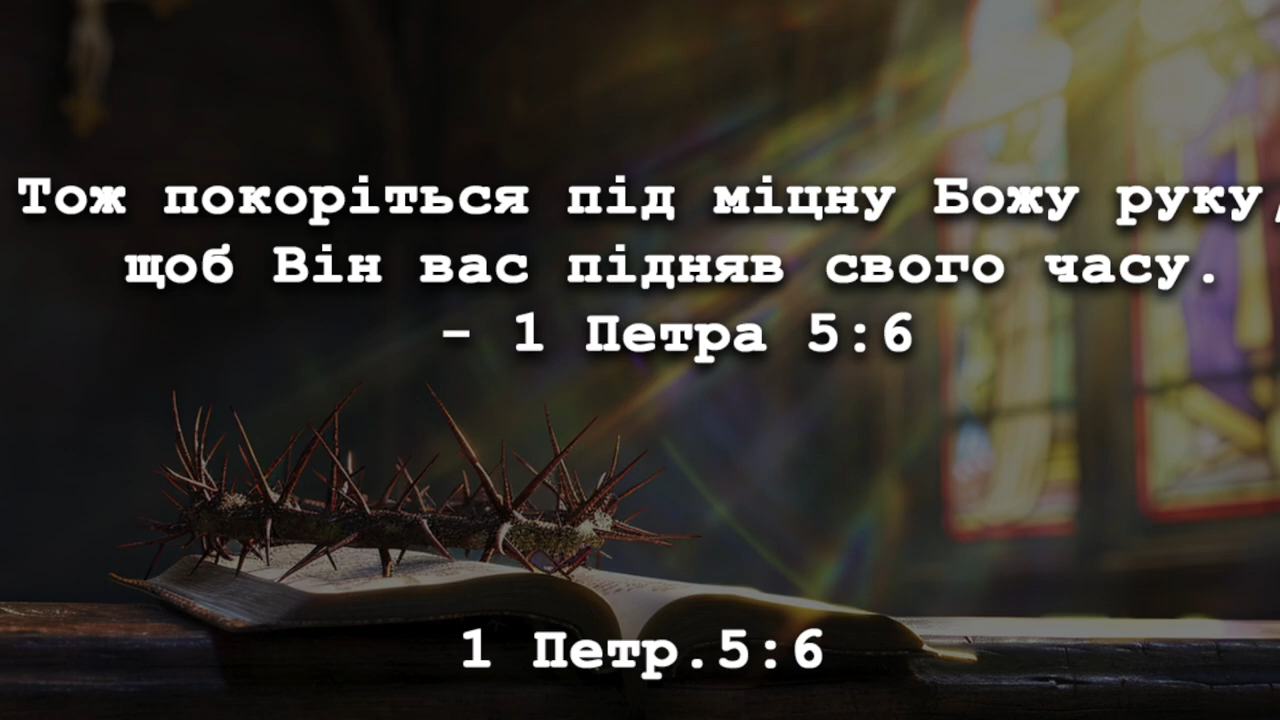 Тож покоріться під міцну Божу руку,
щоб Він вас підняв свого часу.
- 1 Петра 5:6
1 Петр.5:6